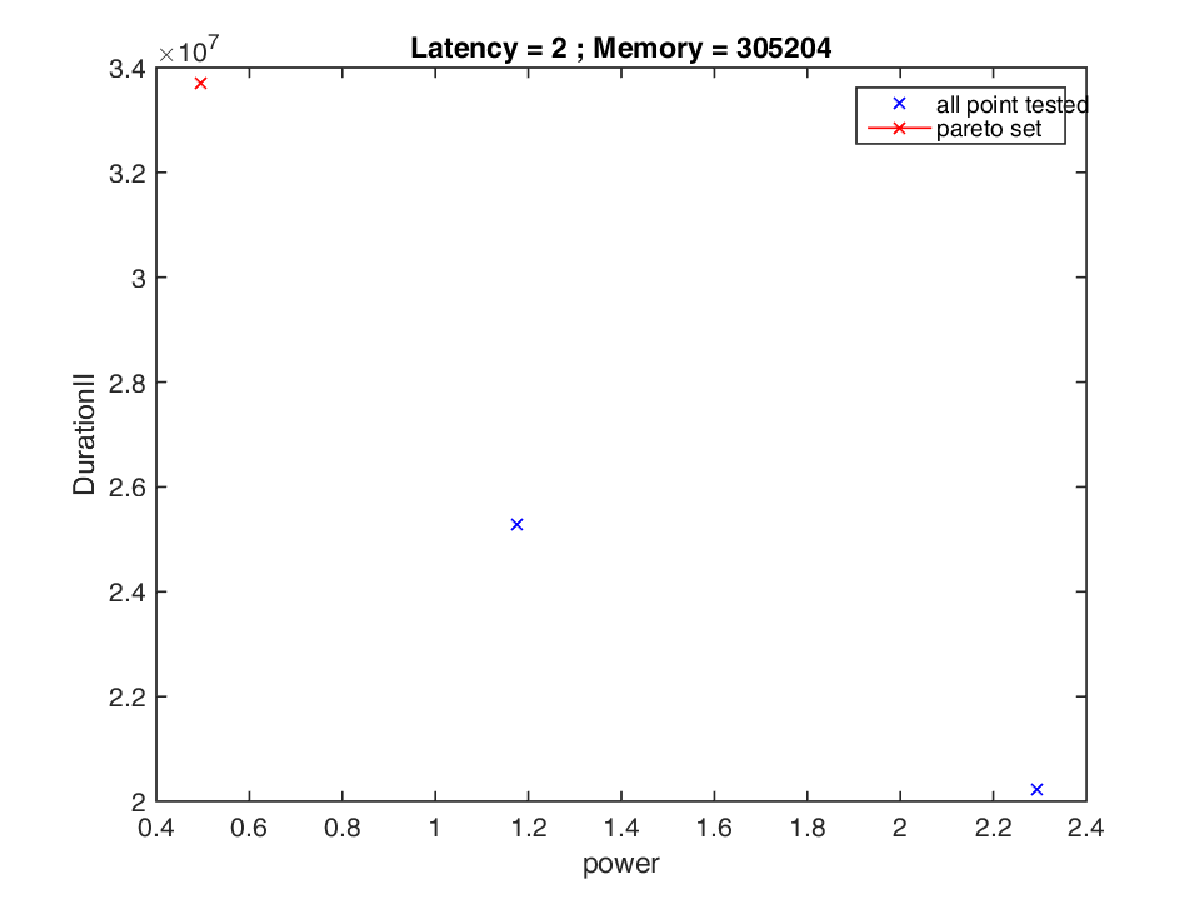 Latency = 2 ; Memory = 305204
×10^7
all point tested
pareto set
3.4
3.2
3
2.8
2.6
2.4
2.2
2
DurationII
0.4 0.6 0.8 1 1.2 1.4 1.6 1.8 2 2.2 2.4
power